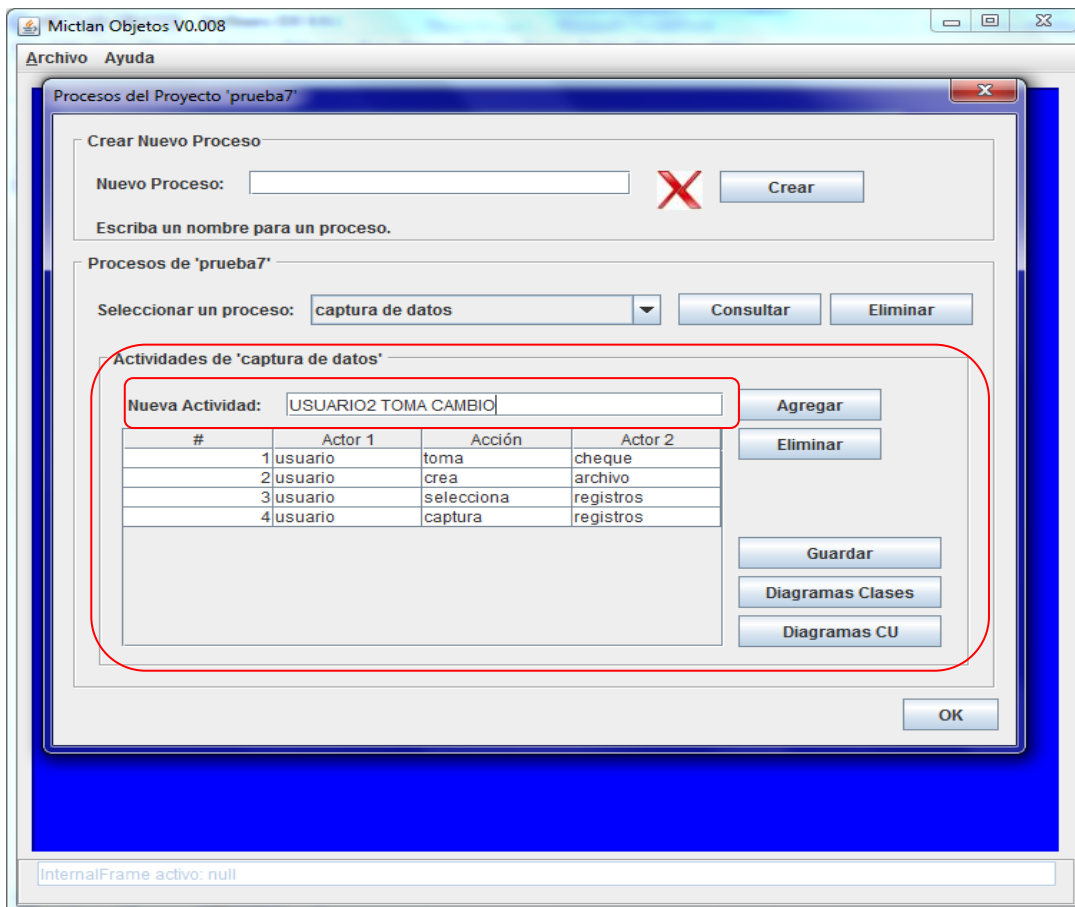 Mictlan Objetos V0.008
Archivo Ayuda
Procesos del Proyecto 'prueba7'
Crear Nuevo Proceso
Nuevo Proceso: Crear
Escriba un nombre para un proceso.
Procesos de 'prueba7'
Seleccionar un proceso: captura de datos Consultar Eliminar
Actividades de 'captura de datos'
Nueva Actividad: USUARIO2 TOMA CAMBIO Agregar
# Actor 1 Acción Actor 2 Eliminar
1 usuario toma cheque
2 usuario crea archivo
3 usuario selecciona registros
4 usuario captura registros
Guardar
Diagramas Clases
Diagramas CU
OK
InternalFrame activo: null